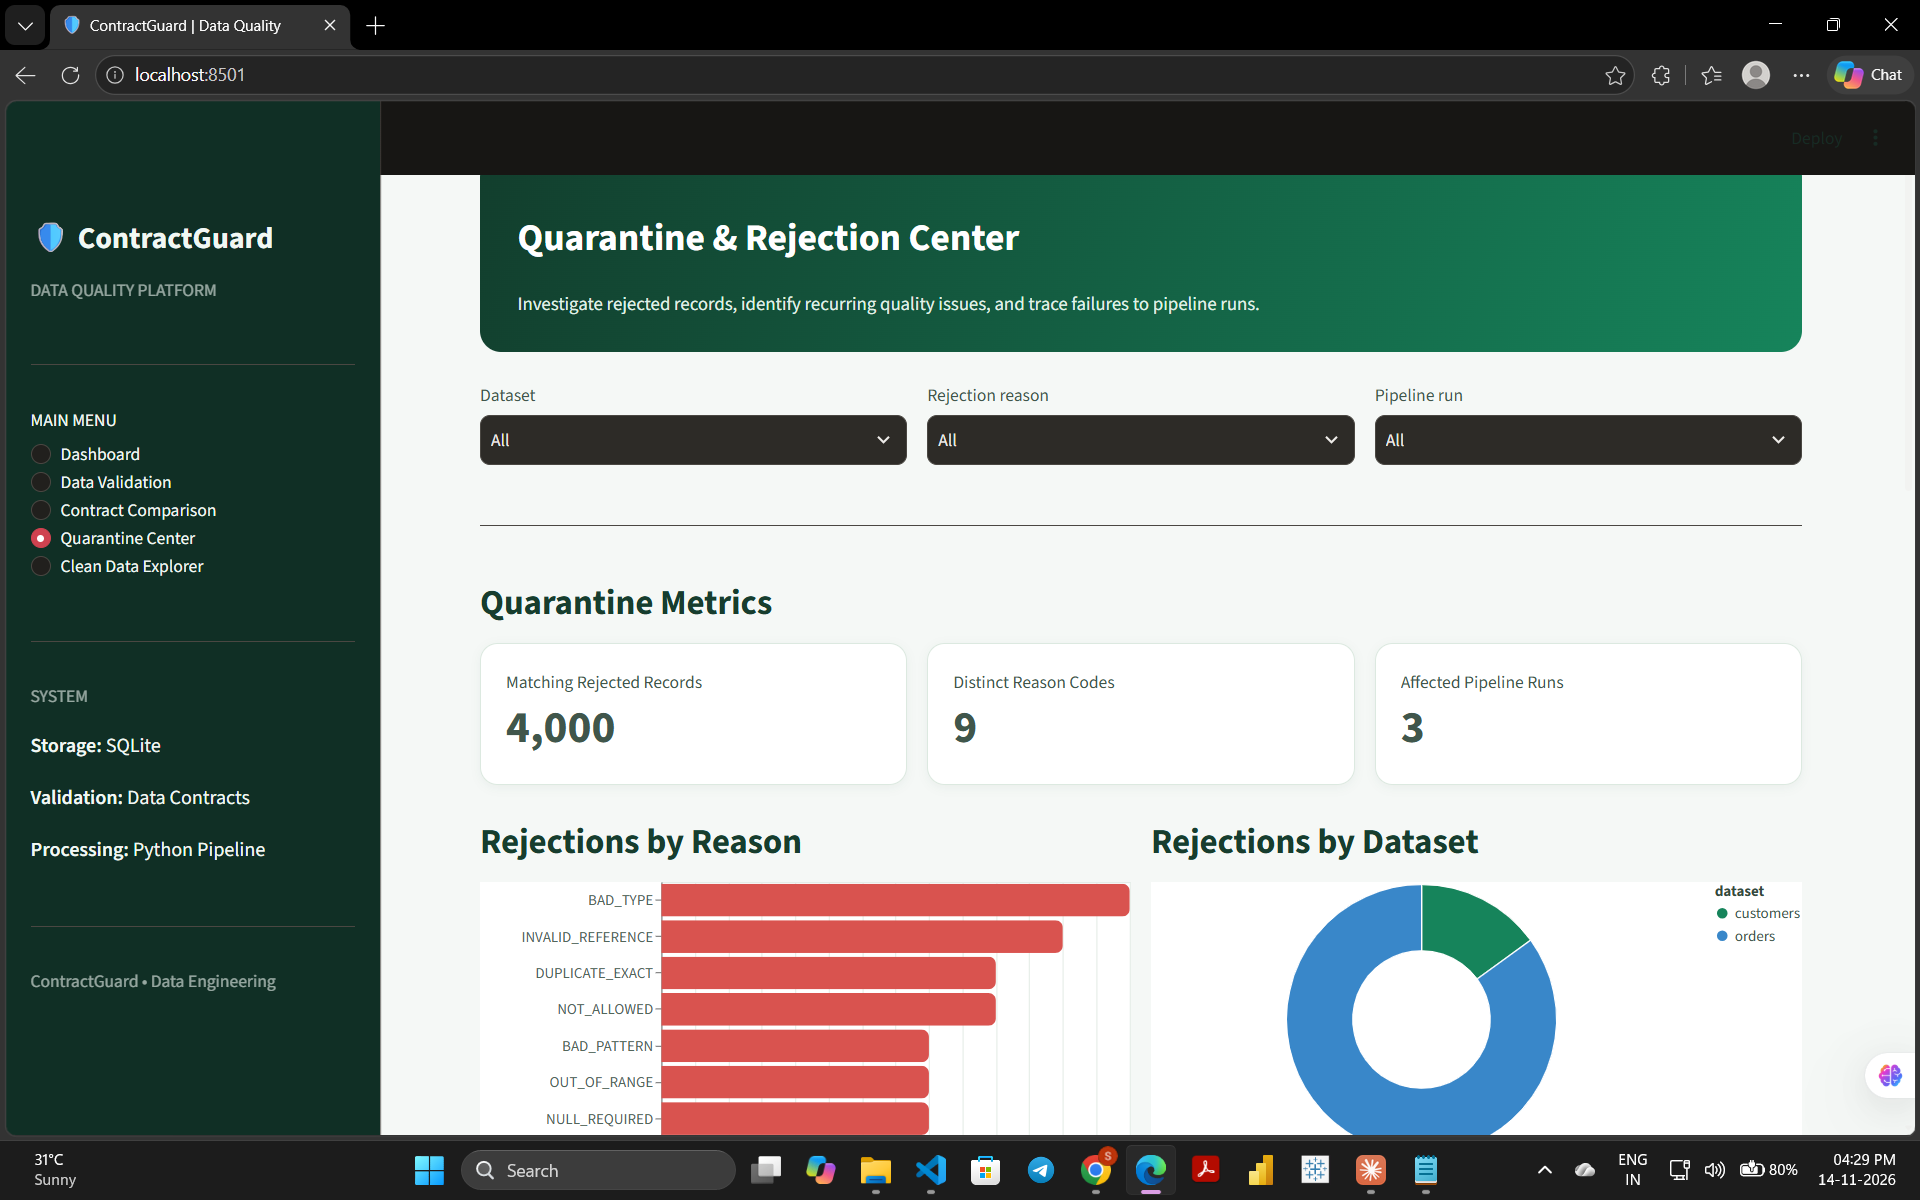 ContractGuard | Data Quality
localhost:8501
Chat
Deploy
ContractGuard
DATA QUALITY PLATFORM
MAIN MENU
Dashboard
Data Validation
Contract Comparison
Quarantine Center
Clean Data Explorer
SYSTEM
Storage: SQLite
Validation: Data Contracts
Processing: Python Pipeline
ContractGuard • Data Engineering
Quarantine & Rejection Center
Investigate rejected records, identify recurring quality issues, and trace failures to pipeline runs.
Dataset
All
Rejection reason
All
Pipeline run
All
Quarantine Metrics
Matching Rejected Records
4,000
Distinct Reason Codes
9
Affected Pipeline Runs
3
Rejections by Reason
BAD_TYPE
INVALID_REFERENCE
DUPLICATE_EXACT
NOT_ALLOWED
BAD_PATTERN
OUT_OF_RANGE
NULL_REQUIRED
Rejections by Dataset
dataset
customers
orders
31°C
Sunny
Search
S
ENG
IN
80%
04:29 PM
14-11-2026